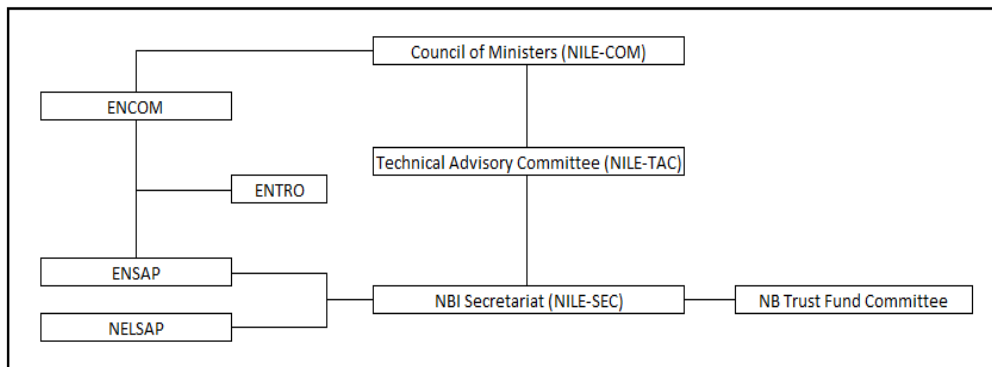 Council of Ministers (NILE-COM)
ENCOM
Technical Advisory Committee (NILE-TAC)
ENTRO
ENSAP
NBI Secretariat (NILE-SEC)
NB Trust Fund Committee
NELSAP